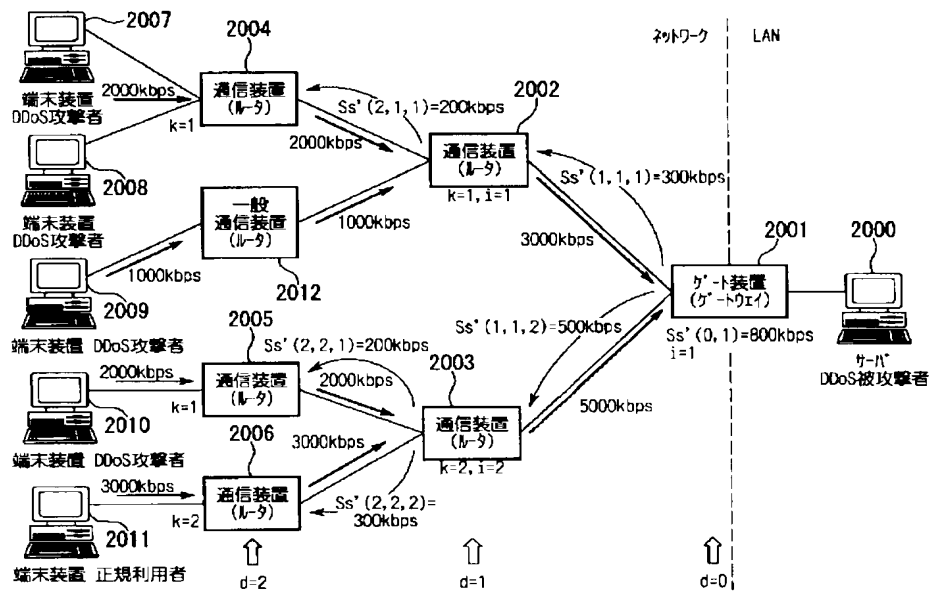 2007
端末装置
DDoS攻撃者
2000kbps
2008
端末装置
DDoS攻撃者
2009
端末装置 DDoS攻撃者
1000kbps
2010
端末装置 DDoS攻撃者
2000kbps
2011
端末装置 正規利用者
3000kbps
2004
通信装置
(ルータ)
k=1
一般
通信装置
(ルータ)
2012
2005
通信装置
(ルータ)
k=1
2006
通信装置
(ルータ)
k=2
d=2
Ss'(2,1,1)=200kbps
2000kbps
1000kbps
Ss'(2,2,1)=200kbps
2000kbps
3000kbps
Ss'(2,2,2)=
300kbps
2002
通信装置
(ルータ)
k=1,i=1
2003
通信装置
(ルータ)
k=2,i=2
d=1
Ss'(1,1,1)=300kbps
3000kbps
Ss'(1,1,2)=500kbps
5000kbps
ネットワーク
LAN
2001
ゲート装置
(ゲートウェイ)
Ss'(0,1)=800kbps
i=1
d=0
2000
サーバ
DDoS被攻撃者